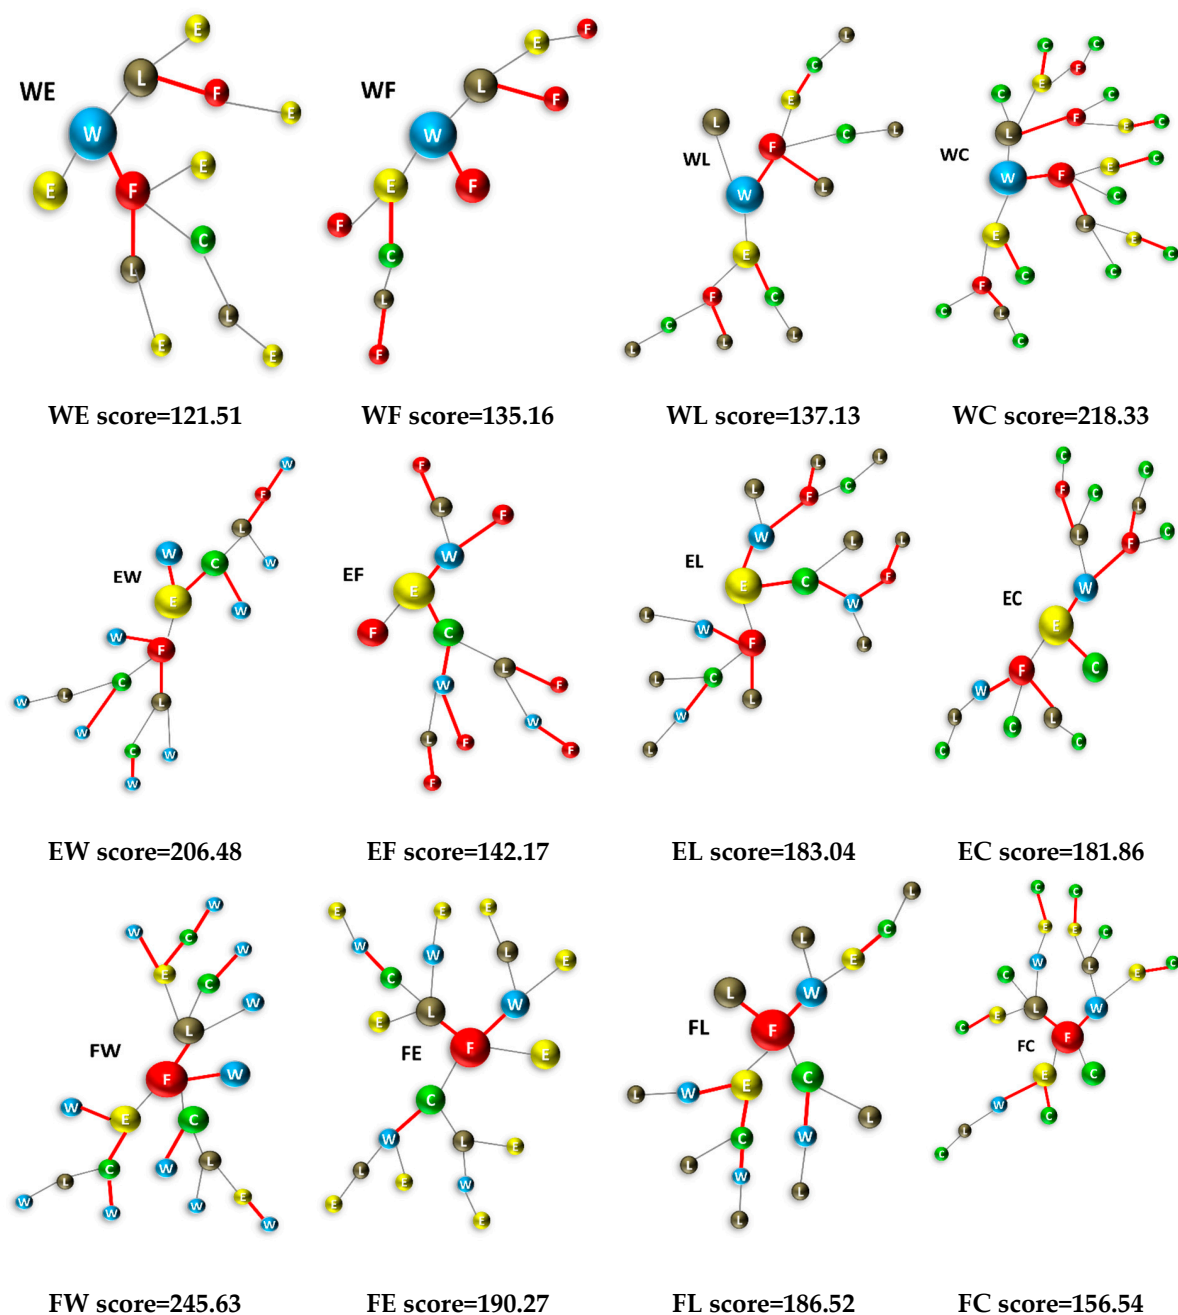 WE
E
L
F
E
W
E
E
F
C
L
L
E
E
WF
F
E
L
F
W
E
F
F
C
L
F
WL
L
C
E
L
C
L
F
L
W
E
F
C
C
L
L
L
WC
C
C
F
E
C
C
F
C
L
E
C
W
F
E
C
C
L
E
E
C
C
F
C
C
L
C
WE score=121.51
WF score=135.16
WL score=137.13
WC score=218.33
EW
W
F
L
W
W
C
E
W
W
F
C
L
L
W
W
C
W
W
EF
F
L
F
W
E
F
C
L
W
F
W
L
F
F
F
EL
L
L
L
F
C
W
L
L
F
E
C
W
L
W
F
L
L
C
L
W
L
EC
C
F
C
C
L
L
F
C
W
E
C
F
W
L
C
L
C
C
EW score=206.48
EF score=142.17
EL score=183.04
EC score=181.86
FW
W
W
C
W
E
C
W
L
F
W
W
E
C
W
C
L
L
W
W
W
E
W
W
FE
E
E
E
W
W
L
E
C
L
W
E
F
E
C
W
L
E
L
E
W
E
E
FL
L
L
C
E
L
W
F
L
E
C
W
L
L
C
W
L
W
L
L
FC
C
C
E
E
C
W
L
E
C
C
L
W
E
C
F
E
C
W
C
L
C
FW score=245.63
FE score=190.27
FL score=186.52
FC score=156.54